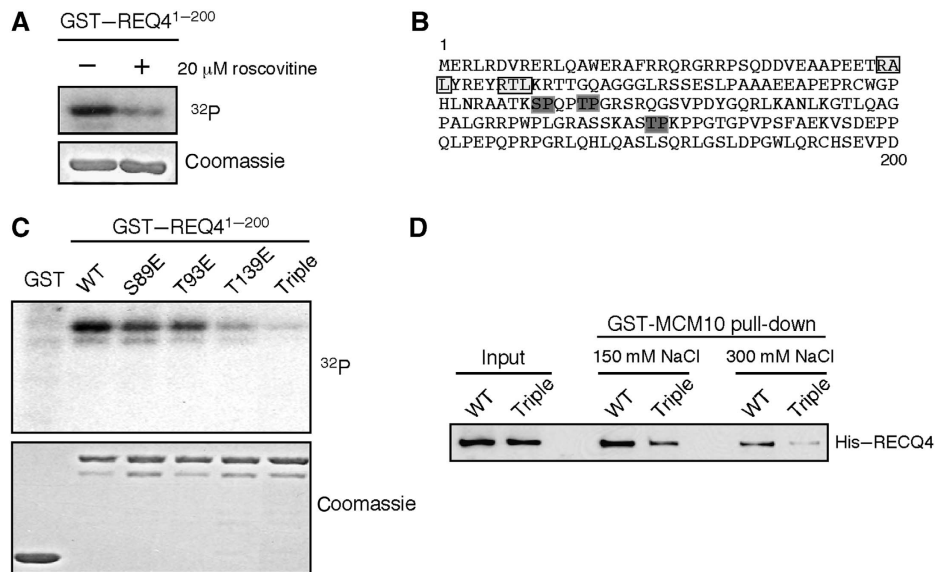 A
GST–REQ4¹⁻²⁰⁰
− + 20 μM roscovitine
³²P
Coomassie
B
1
MERLRDVRERLQAWERAFRRQRGRRPSQDDVEAAPEETRA
LYREYRTLKRTTGQAGGGLRSSESLPAAAEEAPEPRCWGP
HLNRAATKSPQPTPGRSRQGSVPDYGQRLKANLKGTLQAG
PALGRRPWPLGRASSKASTPKPPGTGPVPSFAEKVSDEPP
QLPEPQPRPGRLQHLQASLSQRLGSLDPGWLQRCHSEVPD
200
C
GST–REQ4¹⁻²⁰⁰
GST WT S89E T93E T139E Triple
³²P
Coomassie
D
GST-MCM10 pull-down
Input 150 mM NaCl 300 mM NaCl
WT Triple WT Triple WT Triple
His–RECQ4